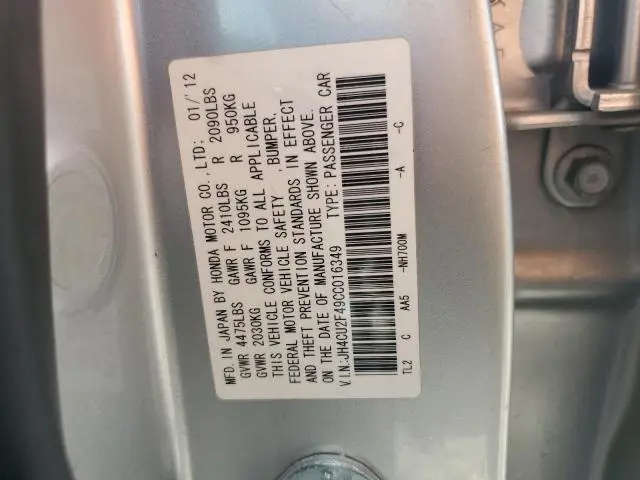 MFD. IN JAPAN BY HONDA MOTOR CO., LTD: 01/'12
GVWR 4475LBS GAWR F 2410LBS R 2090LBS
GVWR 2030KG GAWR F 1095KG R 950KG
THIS VEHICLE CONFORMS TO ALL APPLICABLE
FEDERAL MOTOR VEHICLE SAFETY , BUMPER,
AND THEFT PREVENTION STANDARDS IN EFFECT
ON THE DATE OF MANUFACTURE SHOWN ABOVE.
V.I.N.:JH4CU2F49CC016349 TYPE: PASSENGER CAR
TL2 C AA5 -NH700M -A -C